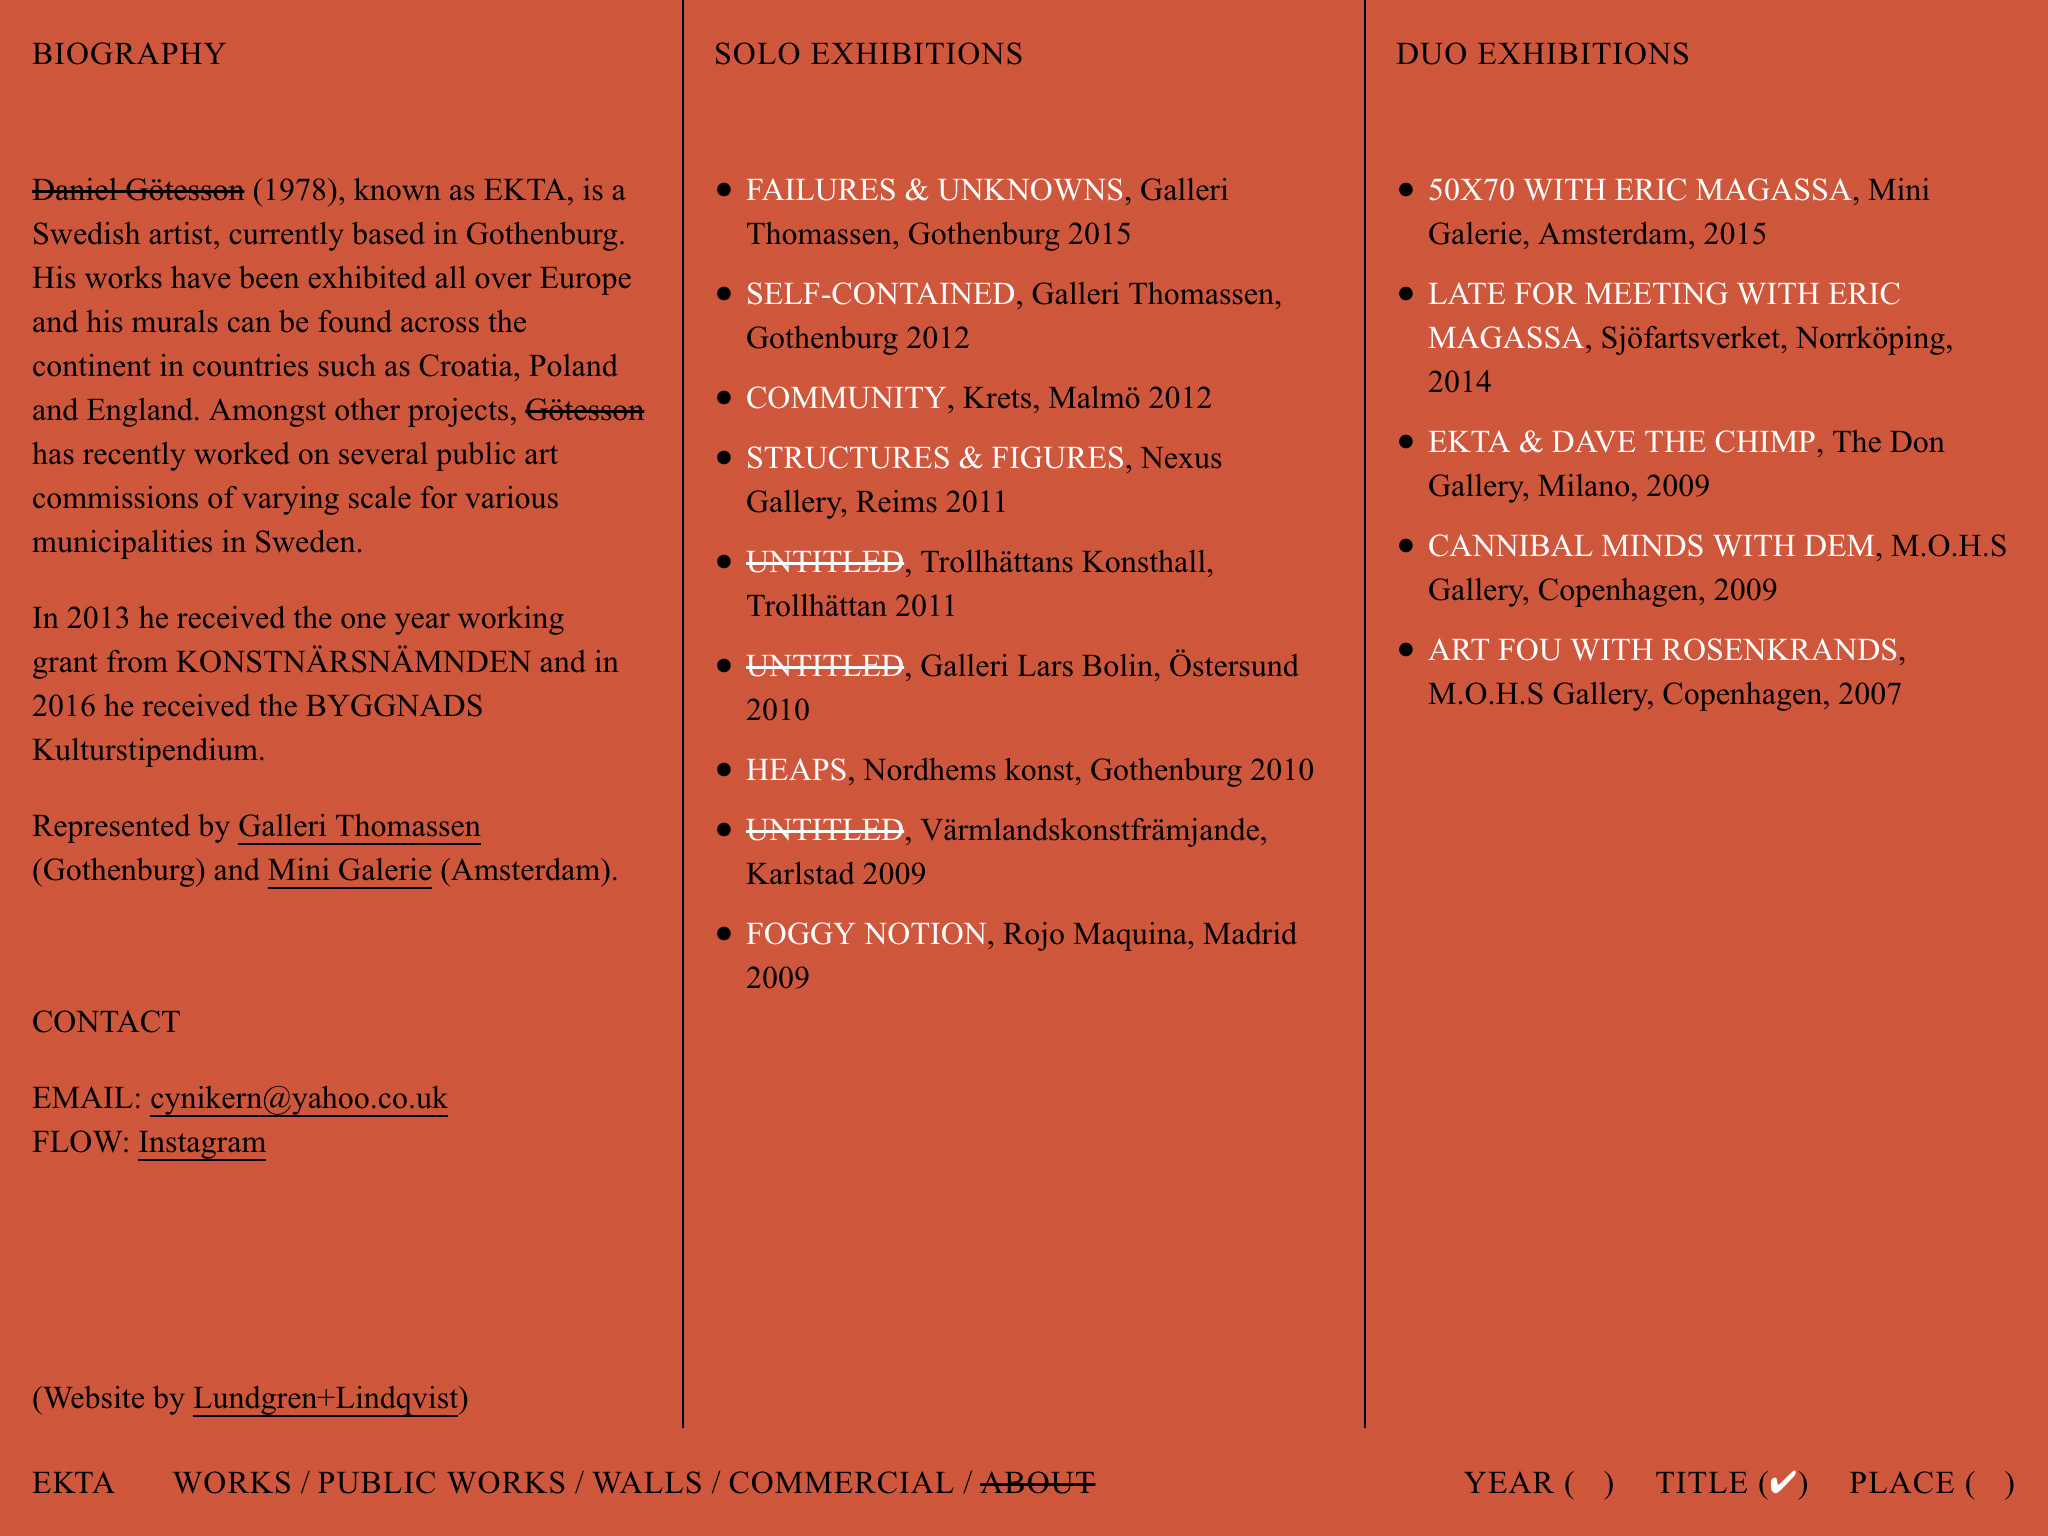 BIOGRAPHY
Daniel Götesson (1978), known as EKTA, is a
Swedish artist, currently based in Gothenburg.
His works have been exhibited all over Europe
and his murals can be found across the
continent in countries such as Croatia, Poland
and England. Amongst other projects, Götesson
has recently worked on several public art
commissions of varying scale for various
municipalities in Sweden.
In 2013 he received the one year working
grant from KONSTNÄRSNÄMNDEN and in
2016 he received the BYGGNADS
Kulturstipendium.
Represented by Galleri Thomassen
(Gothenburg) and Mini Galerie (Amsterdam).
CONTACT
EMAIL: cynikern@yahoo.co.uk
FLOW: Instagram
(Website by Lundgren+Lindqvist)
SOLO EXHIBITIONS
● FAILURES & UNKNOWNS, Galleri
Thomassen, Gothenburg 2015
● SELF-CONTAINED, Galleri Thomassen,
Gothenburg 2012
● COMMUNITY, Krets, Malmö 2012
● STRUCTURES & FIGURES, Nexus
Gallery, Reims 2011
● UNTITLED, Trollhättans Konsthall,
Trollhättan 2011
● UNTITLED, Galleri Lars Bolin, Östersund
2010
● HEAPS, Nordhems konst, Gothenburg 2010
● UNTITLED, Värmlandskonstfrämjande,
Karlstad 2009
● FOGGY NOTION, Rojo Maquina, Madrid
2009
DUO EXHIBITIONS
● 50X70 WITH ERIC MAGASSA, Mini
Galerie, Amsterdam, 2015
● LATE FOR MEETING WITH ERIC
MAGASSA, Sjöfartsverket, Norrköping,
2014
● EKTA & DAVE THE CHIMP, The Don
Gallery, Milano, 2009
● CANNIBAL MINDS WITH DEM, M.O.H.S
Gallery, Copenhagen, 2009
● ART FOU WITH ROSENKRANDS,
M.O.H.S Gallery, Copenhagen, 2007
EKTA WORKS / PUBLIC WORKS / WALLS / COMMERCIAL / ABOUT YEAR ( ) TITLE (✔) PLACE ( )